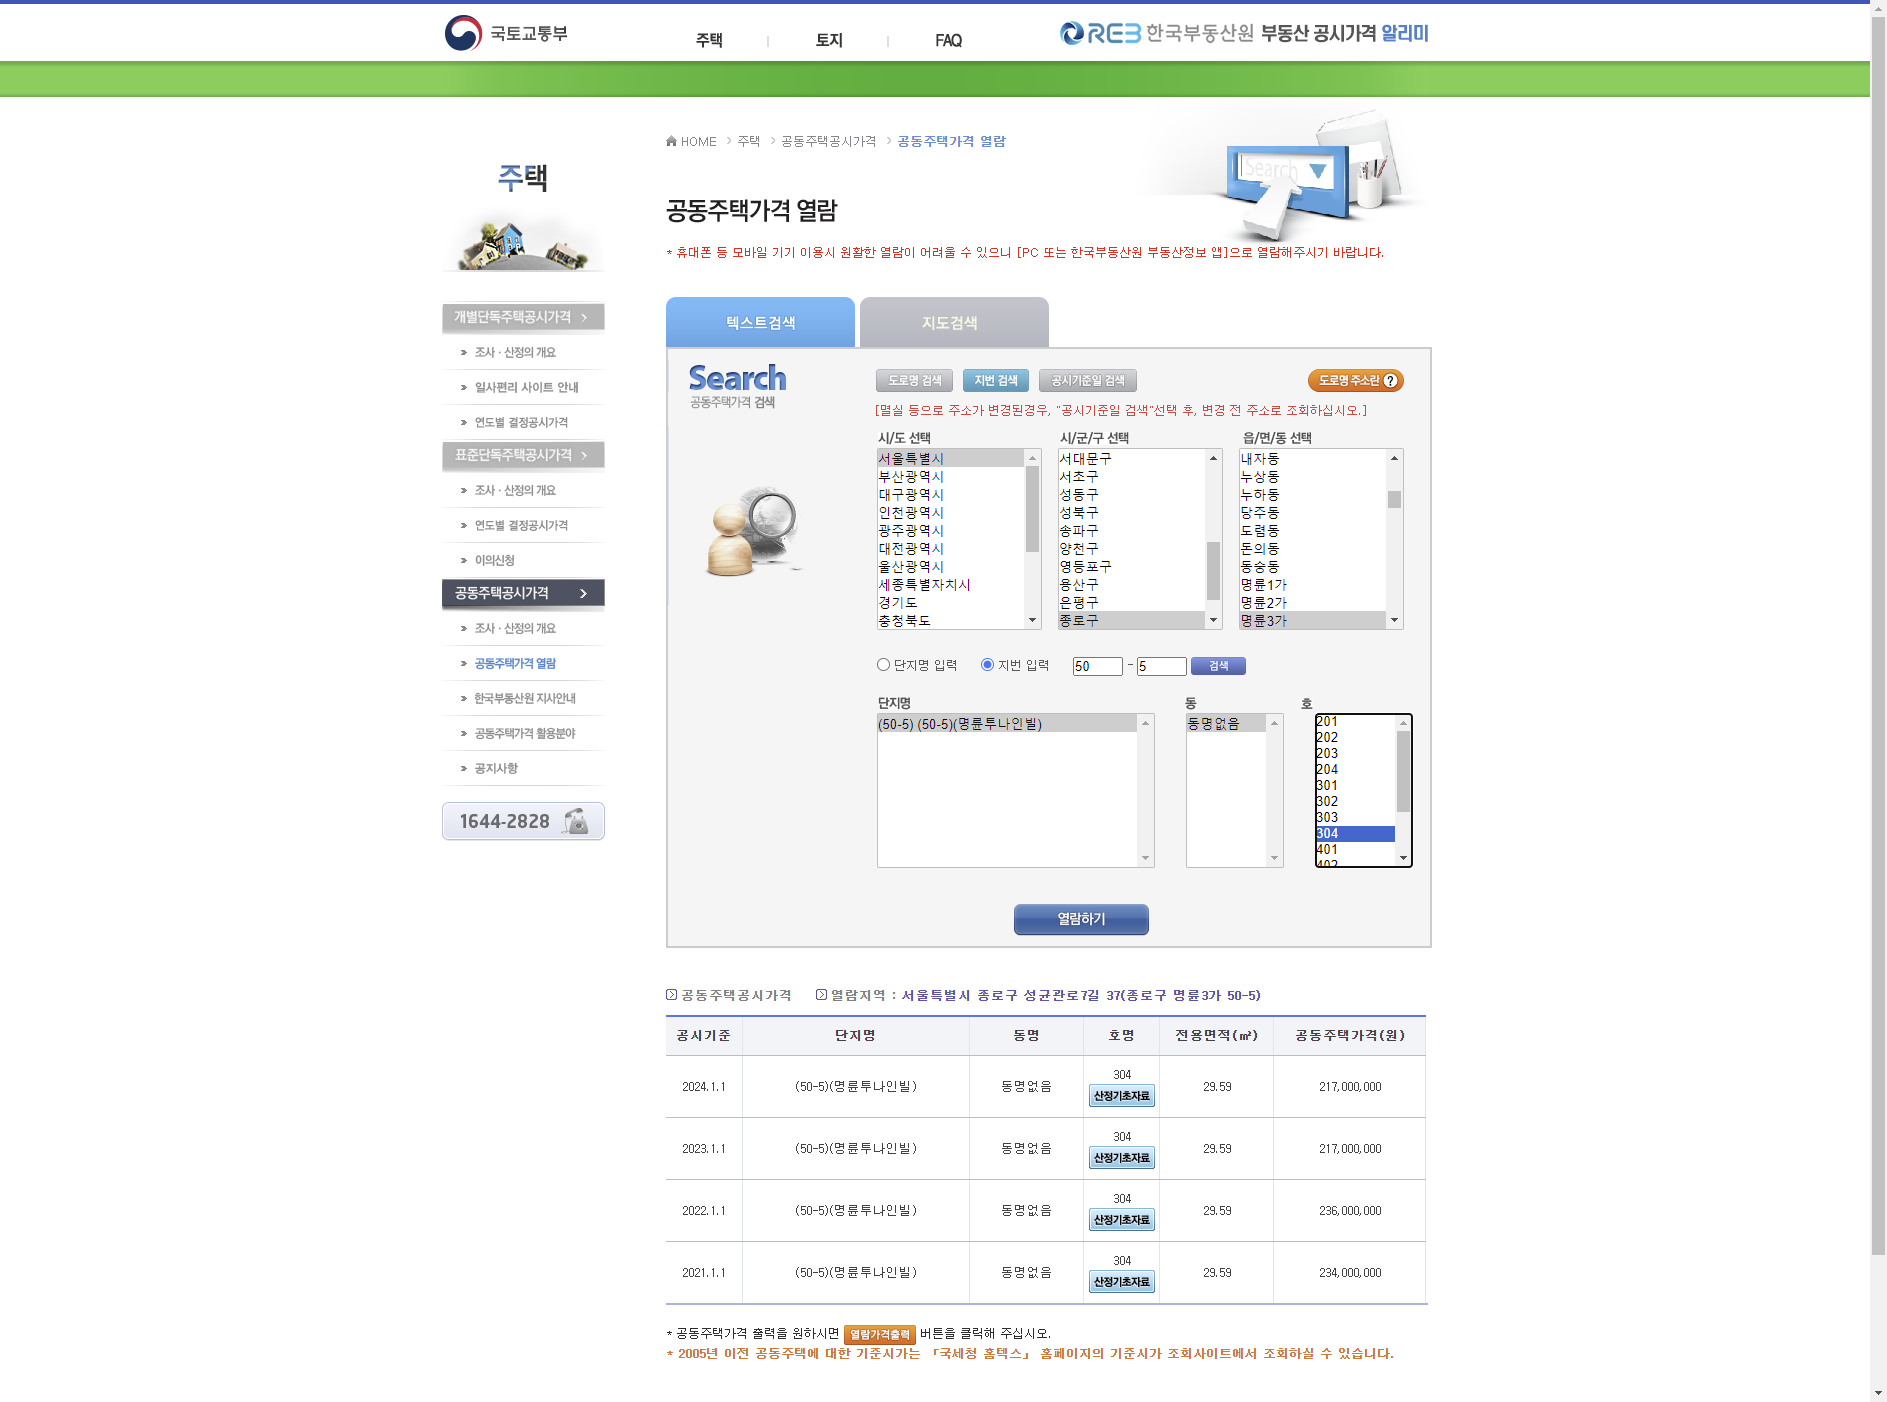 국토교통부
주택
토지
FAQ
REB 한국부동산원 부동산 공시가격 알리미
HOME > 주택 > 공동주택공시가격 > 공동주택가격 열람
주택
공동주택가격 열람
* 휴대폰 등 모바일 기기 이용시 원활한 열람이 어려울 수 있으니 [PC 또는 한국부동산원 부동산정보 앱]으로 열람해주시기 바랍니다.
Search
개별단독주택공시가격
조사 · 산정의 개요
일사편리 사이트 안내
연도별 결정공시가격
표준단독주택공시가격
조사 · 산정의 개요
연도별 결정공시가격
이의신청
공동주택공시가격
조사 · 산정의 개요
공동주택가격 열람
한국부동산원 지사안내
공동주택가격 활용분야
공지사항
1644-2828
텍스트검색
지도검색
Search
공동주택가격 검색
도로명 검색
지번 검색
공시기준일 검색
도로명 주소란 ?
[멸실 등으로 주소가 변경된경우, "공시기준일 검색"선택 후, 변경 전 주소로 조회하십시오.]
시/도 선택
서울특별시
부산광역시
대구광역시
인천광역시
광주광역시
대전광역시
울산광역시
세종특별자치시
경기도
충청북도
시/군/구 선택
서대문구
서초구
성동구
성북구
송파구
양천구
영등포구
용산구
은평구
종로구
읍/면/동 선택
내자동
누상동
누하동
당주동
도렴동
돈의동
동숭동
명륜1가
명륜2가
명륜3가
단지명 입력
지번 입력
50 - 5
검색
단지명
(50-5) (50-5)(명륜투나인빌)
동
동명없음
호
201
202
203
204
301
302
303
304
401
402
열람하기
공동주택공시가격
열람지역 : 서울특별시 종로구 성균관로7길 37(종로구 명륜3가 50-5)
공시기준 단지명 동명 호명 전용면적(㎡) 공동주택가격(원)
2024.1.1 (50-5)(명륜투나인빌) 동명없음 304 산정기초자료 29.59 217,000,000
2023.1.1 (50-5)(명륜투나인빌) 동명없음 304 산정기초자료 29.59 217,000,000
2022.1.1 (50-5)(명륜투나인빌) 동명없음 304 산정기초자료 29.59 236,000,000
2021.1.1 (50-5)(명륜투나인빌) 동명없음 304 산정기초자료 29.59 234,000,000
* 공동주택가격 출력을 원하시면 열람가격출력 버튼을 클릭해 주십시오.
* 2005년 이전 공동주택에 대한 기준시가는 「국세청 홈텍스」 홈페이지의 기준시가 조회사이트에서 조회하실 수 있습니다.